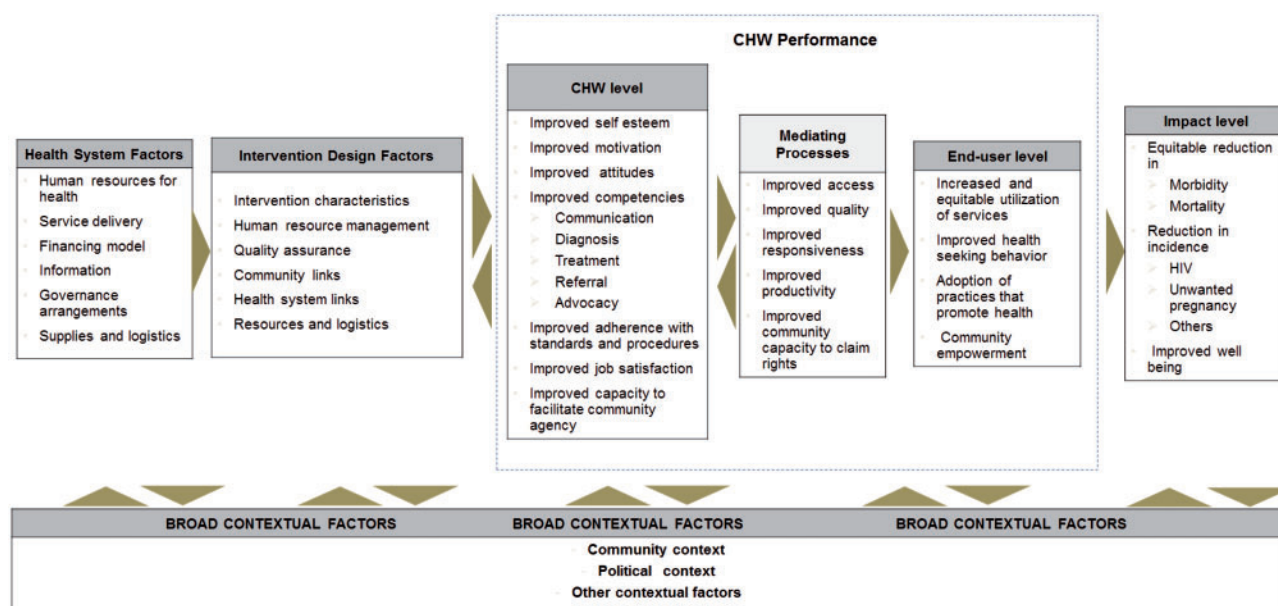 CHW Performance
Health System Factors
Human resources for
health
Service delivery
Financing model
Information
Governance
arrangements
Supplies and logistics
Intervention Design Factors
Intervention characteristics
Human resource management
Quality assurance
Community links
Health system links
Resources and logistics
CHW level
Improved self esteem
Improved motivation
Improved attitudes
Improved competencies
Communication
Diagnosis
Treatment
Referral
Advocacy
Improved adherence with
standards and procedures
Improved job satisfaction
Improved capacity to
facilitate community
agency
Mediating
Processes
Improved access
Improved quality
Improved
responsiveness
Improved
productivity
Improved
community
capacity to claim
rights
End-user level
Increased and
equitable utilization
of services
Improved health
seeking behavior
Adoption of
practices that
promote health
Community
empowerment
Impact level
Equitable reduction
in
Morbidity
Mortality
Reduction in
incidence
HIV
Unwanted
pregnancy
Others
Improved well
being
BROAD CONTEXTUAL FACTORS BROAD CONTEXTUAL FACTORS BROAD CONTEXTUAL FACTORS
Community context
Political context
Other contextual factors